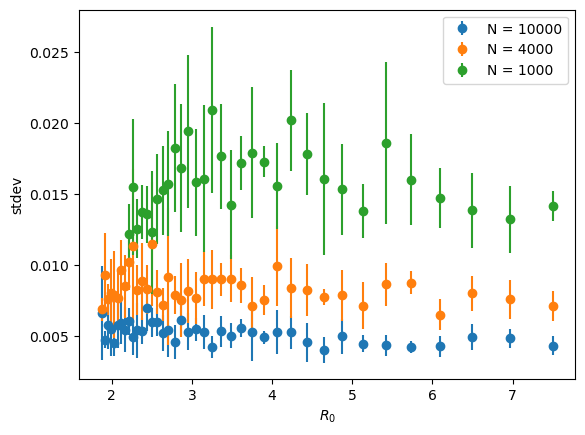 N = 10000
N = 4000
N = 1000
0.025
0.020
0.015
0.010
0.005
stdev
2 3 4 5 6 7
R₀